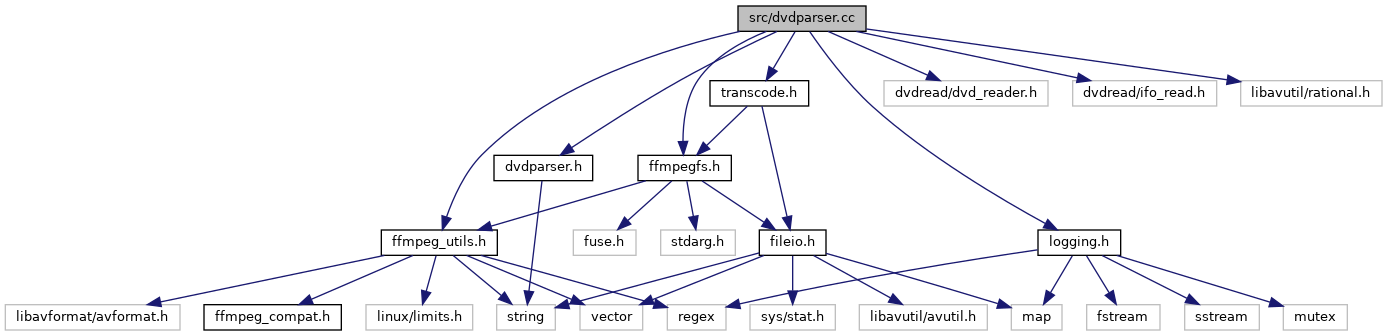 src/dvdparser.cc
transcode.h
dvdread/dvd_reader.h
dvdread/ifo_read.h
libavutil/rational.h
dvdparser.h
ffmpegfs.h
ffmpeg_utils.h
fuse.h
stdarg.h
fileio.h
logging.h
libavformat/avformat.h
ffmpeg_compat.h
linux/limits.h
string
vector
regex
sys/stat.h
libavutil/avutil.h
map
fstream
sstream
mutex